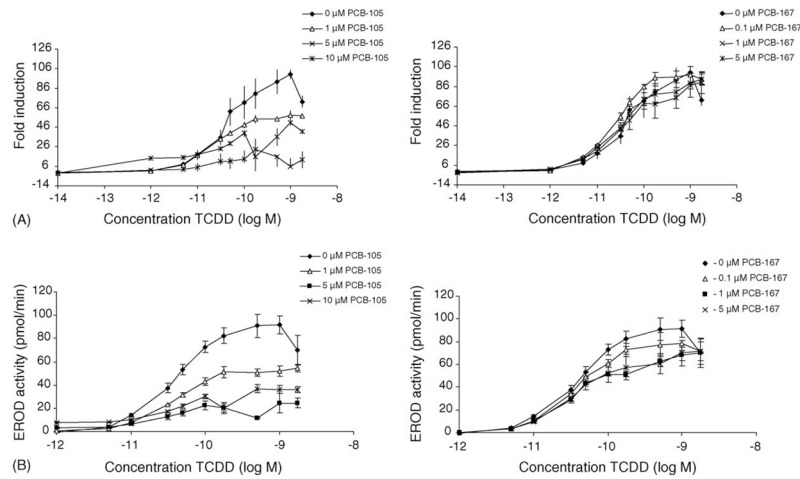 0 µM PCB-105
1 µM PCB-105
5 µM PCB-105
10 µM PCB-105
Fold induction
126
106
86
66
46
26
6
-14
-14 -13 -12 -11 -10 -9 -8
(A)
Concentration TCDD (log M)
0 µM PCB-167
0.1 µM PCB-167
1 µM PCB-167
5 µM PCB-167
Fold induction
126
106
86
66
46
26
6
-14
-14 -13 -12 -11 -10 -9 -8
Concentration TCDD (log M)
0 µM PCB-105
1 µM PCB-105
5 µM PCB-105
10 µM PCB-105
EROD activity (pmol/min)
120
100
80
60
40
20
0
-12 -11 -10 -9 -8
(B)
Concentration TCDD (log M)
- 0 µM PCB-167
- 0.1 µM PCB-167
- 1 µM PCB-167
- 5 µM PCB-167
EROD activity (pmol/min)
120
100
80
60
40
20
0
-12 -11 -10 -9 -8
Concentration TCDD (log M)